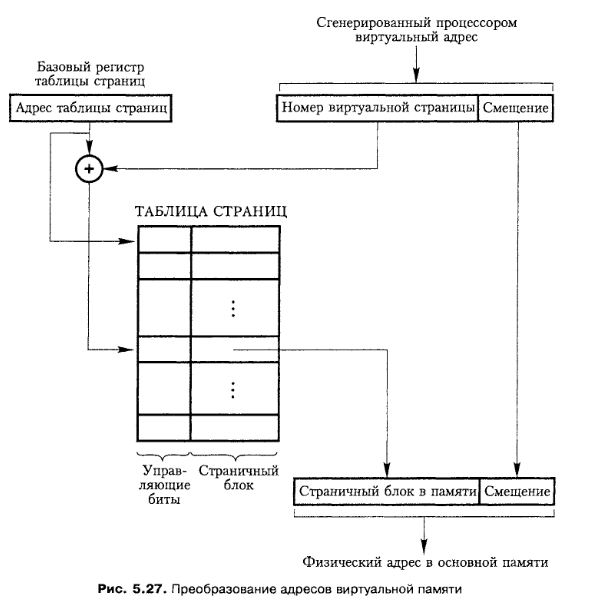 Сгенерированный процессором
виртуальный адрес
Базовый регистр
таблицы страниц
Адрес таблицы страниц
Номер виртуальной страницы
Смещение
+
ТАБЛИЦА СТРАНИЦ
Управ-
ляющие
биты
Страничный
блок
Страничный блок в памяти
Смещение
Физический адрес в основной памяти
Рис. 5.27. Преобразование адресов виртуальной памяти